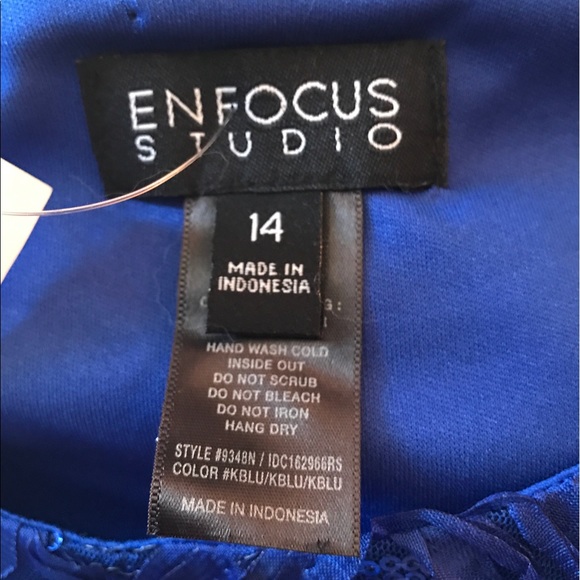 ENFOCUS
STUDIO
14
MADE IN
INDONESIA
G:
HAND WASH COLD
INSIDE OUT
DO NOT SCRUB
DO NOT BLEACH
DO NOT IRON
HANG DRY
STYLE #9348N / IDC162966RS
COLOR #KBLU/KBLU/KBLU
MADE IN INDONESIA